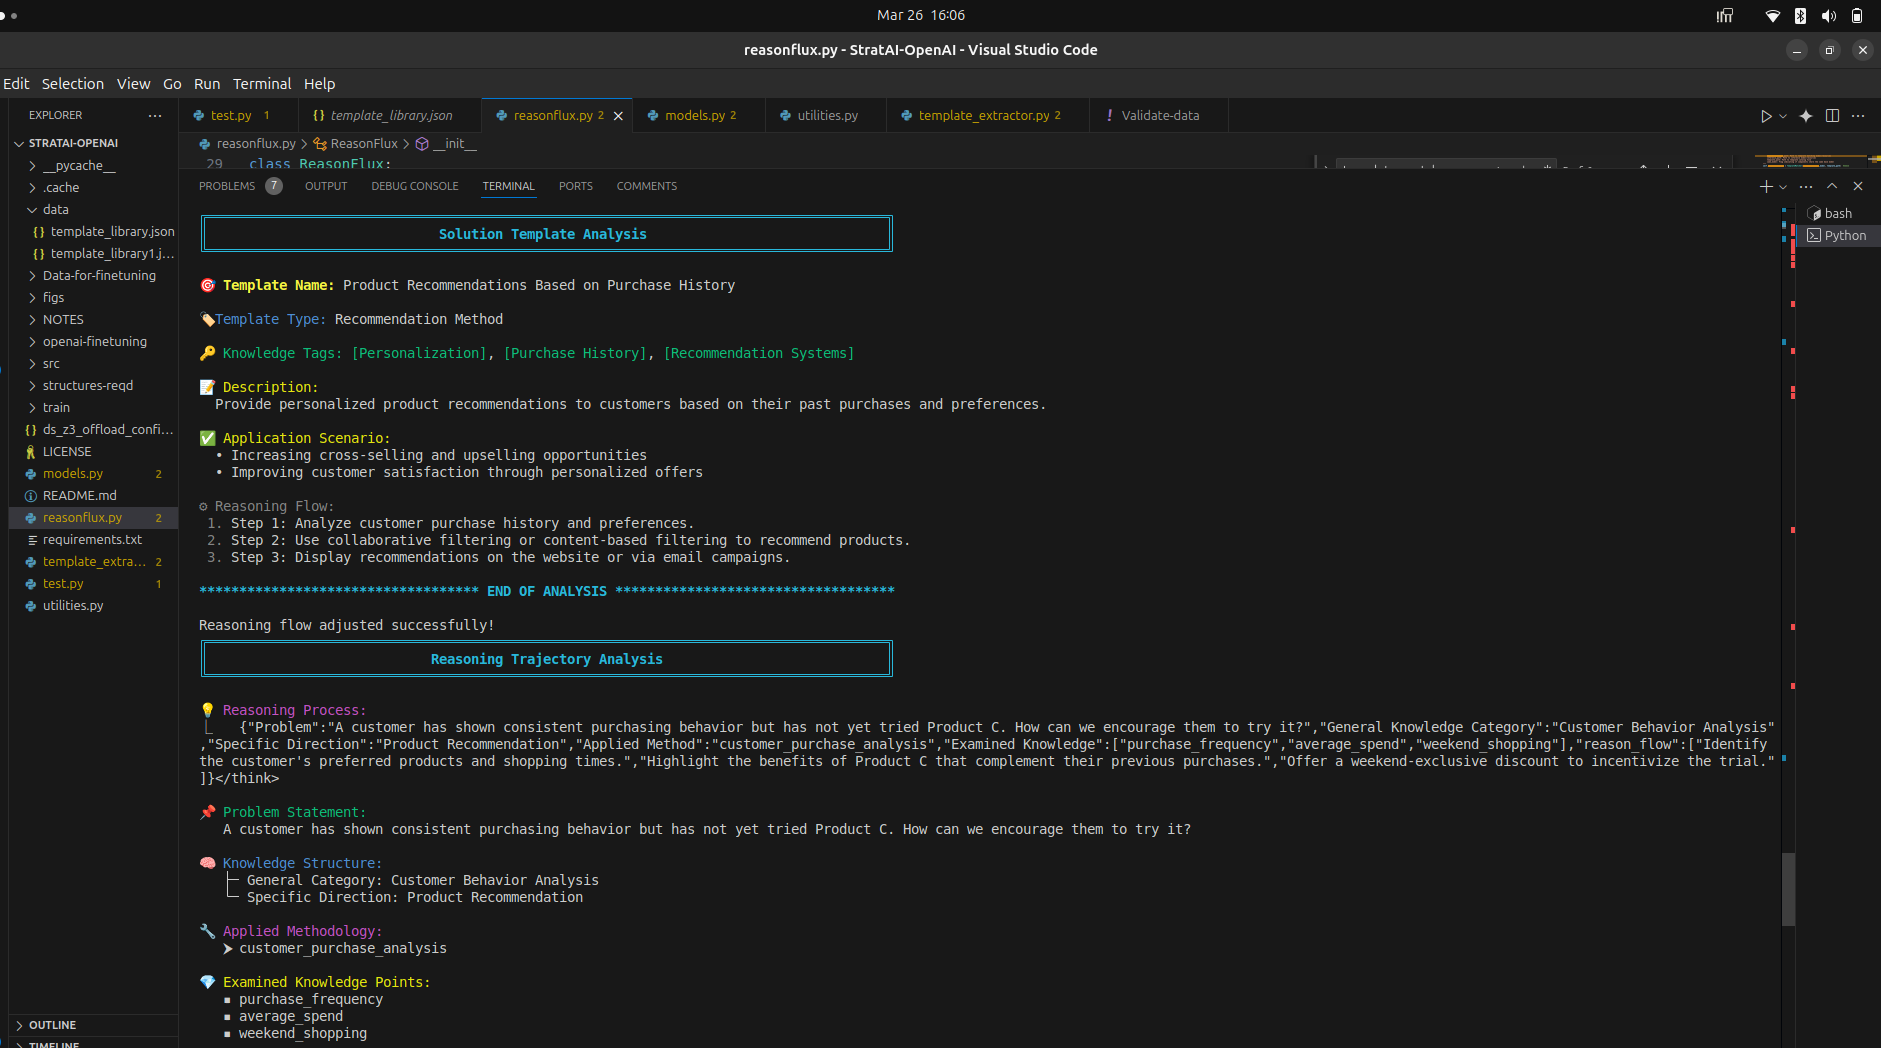 Mar 26 16:06
reasonflux.py - StratAI-OpenAI - Visual Studio Code
Edit Selection View Go Run Terminal Help
EXPLORER
STRATAI-OPENAI
__pycache__
.cache
data
{} template_library.json
{} template_library1.j...
Data-for-finetuning
figs
NOTES
openai-finetuning
src
structures-reqd
train
{} ds_z3_offload_confi...
LICENSE
models.py 2
README.md
reasonflux.py 2
requirements.txt
template_extra... 2
test.py 1
utilities.py
OUTLINE
TIMELINE
test.py 1 {} template_library.json reasonflux.py 2 models.py 2 utilities.py template_extractor.py 2 ! Validate-data
reasonflux.py > ReasonFlux > __init__
29 class ReasonFlux:
PROBLEMS 7 OUTPUT DEBUG CONSOLE TERMINAL PORTS COMMENTS
bash
Python
Solution Template Analysis
🎯 Template Name: Product Recommendations Based on Purchase History
🏷️Template Type: Recommendation Method
🔑 Knowledge Tags: [Personalization], [Purchase History], [Recommendation Systems]
📝 Description:
Provide personalized product recommendations to customers based on their past purchases and preferences.
✅ Application Scenario:
• Increasing cross-selling and upselling opportunities
• Improving customer satisfaction through personalized offers
⚙ Reasoning Flow:
1. Step 1: Analyze customer purchase history and preferences.
2. Step 2: Use collaborative filtering or content-based filtering to recommend products.
3. Step 3: Display recommendations on the website or via email campaigns.
*********************************** END OF ANALYSIS ***********************************
Reasoning flow adjusted successfully!
Reasoning Trajectory Analysis
💡 Reasoning Process:
{"Problem":"A customer has shown consistent purchasing behavior but has not yet tried Product C. How can we encourage them to try it?","General Knowledge Category":"Customer Behavior Analysis"
,"Specific Direction":"Product Recommendation","Applied Method":"customer_purchase_analysis","Examined Knowledge":["purchase_frequency","average_spend","weekend_shopping"],"reason_flow":["Identify
the customer's preferred products and shopping times.","Highlight the benefits of Product C that complement their previous purchases.","Offer a weekend-exclusive discount to incentivize the trial."
]}</think>
📌 Problem Statement:
A customer has shown consistent purchasing behavior but has not yet tried Product C. How can we encourage them to try it?
🧠 Knowledge Structure:
├─ General Category: Customer Behavior Analysis
└─ Specific Direction: Product Recommendation
🔧 Applied Methodology:
➤ customer_purchase_analysis
💎 Examined Knowledge Points:
▪ purchase_frequency
▪ average_spend
▪ weekend_shopping